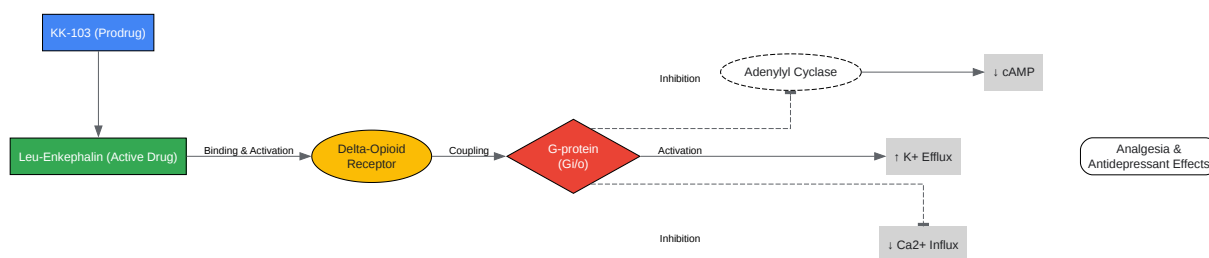 KK-103 (Prodrug)
Inhibition
Adenylyl Cyclase
↓ cAMP
Leu-Enkephalin (Active Drug)
Binding & Activation
Delta-Opioid
Receptor
Coupling
G-protein
(Gi/o)
Activation
↑ K+ Efflux
Analgesia &
Antidepressant Effects
Inhibition
↓ Ca2+ Influx